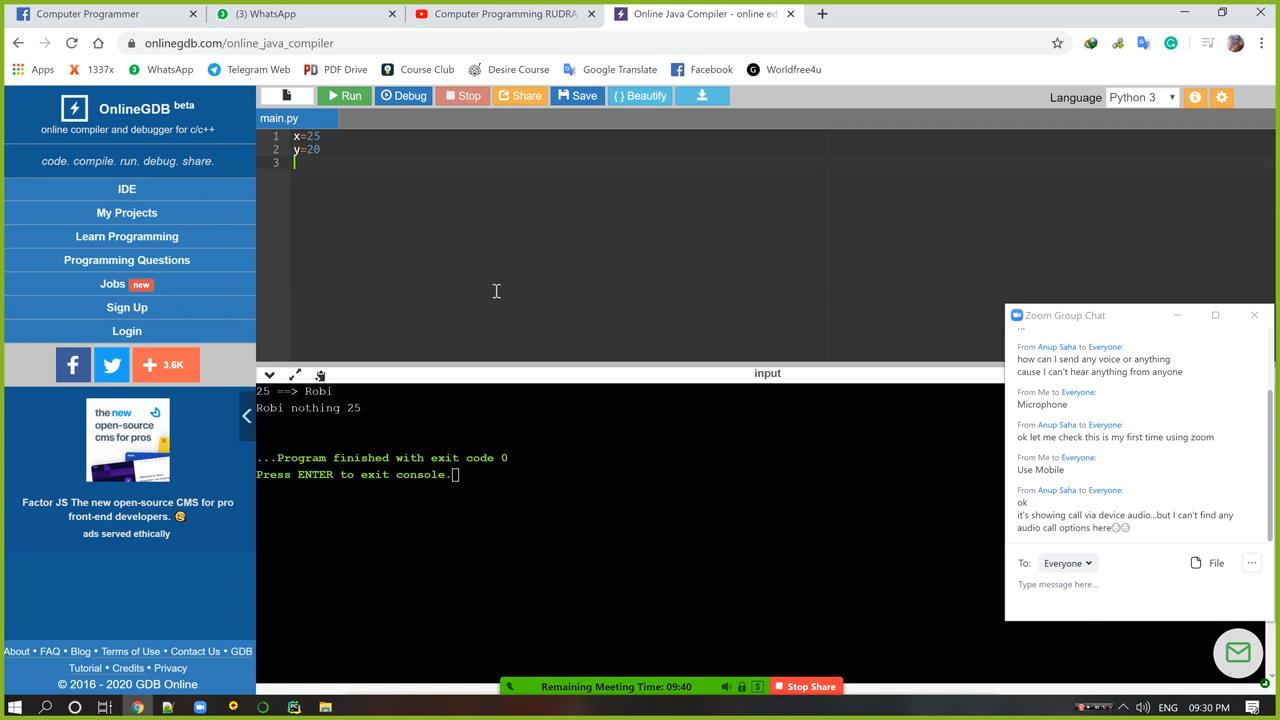 Computer Programmer
(3) WhatsApp
Computer Programming RUDRA
Online Java Compiler - online ed
onlinegdb.com/online_java_compiler
Apps
1337x
WhatsApp
Telegram Web
PDF Drive
Course Club
Desire Course
Google Translate
Facebook
Worldfree4u
OnlineGDB beta
online compiler and debugger for c/c++
code. compile. run. debug. share.
IDE
My Projects
Learn Programming
Programming Questions
Jobs new
Sign Up
Login
3.6K
the new
open-source
cms for pros
Factor JS The new open-source CMS for pro
front-end developers.
ads served ethically
About • FAQ • Blog • Terms of Use • Contact Us • GDB
Tutorial • Credits • Privacy
© 2016 - 2020 GDB Online
Run
Debug
Stop
Share
Save
{ } Beautify
Language Python 3
main.py
1 x=25
2 y=20
3
input
25 ==> Robi
Robi nothing 25
...Program finished with exit code 0
Press ENTER to exit console.
Zoom Group Chat
From Anup Saha to Everyone:
how can I send any voice or anything
cause I can't hear anything from anyone
From Me to Everyone:
Microphone
From Anup Saha to Everyone:
ok let me check this is my first time using zoom
From Me to Everyone:
Use Mobile
From Anup Saha to Everyone:
ok
it's showing call via device audio...but I can't find any
audio call options here
To: Everyone
File
Type message here...
Remaining Meeting Time: 09:40
Stop Share
ENG
09:30 PM